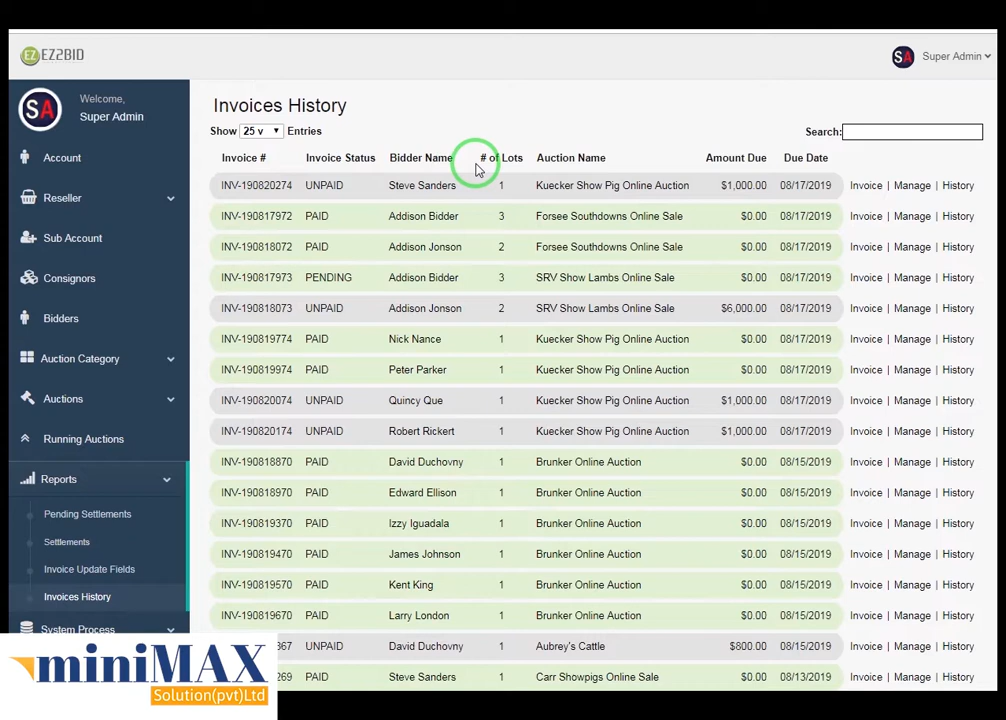 EZ EZ2BID
SA Super Admin
SA Welcome,
Super Admin
Account
Reseller
Sub Account
Consignors
Bidders
Auction Category
Auctions
Running Auctions
Reports
Pending Settlements
Settlements
Invoice Update Fields
Invoices History
System Process
Invoices History
Show 25 v Entries Search:
Invoice # Invoice Status Bidder Name # of Lots Auction Name Amount Due Due Date
INV-190820274 UNPAID Steve Sanders 1 Kuecker Show Pig Online Auction $1,000.00 08/17/2019 Invoice | Manage | History
INV-190817972 PAID Addison Bidder 3 Forsee Southdowns Online Sale $0.00 08/17/2019 Invoice | Manage | History
INV-190818072 PAID Addison Jonson 2 Forsee Southdowns Online Sale $0.00 08/17/2019 Invoice | Manage | History
INV-190817973 PENDING Addison Bidder 3 SRV Show Lambs Online Sale $0.00 08/17/2019 Invoice | Manage | History
INV-190818073 UNPAID Addison Jonson 2 SRV Show Lambs Online Sale $6,000.00 08/17/2019 Invoice | Manage | History
INV-190819774 PAID Nick Nance 1 Kuecker Show Pig Online Auction $0.00 08/17/2019 Invoice | Manage | History
INV-190819974 PAID Peter Parker 1 Kuecker Show Pig Online Auction $0.00 08/17/2019 Invoice | Manage | History
INV-190820074 UNPAID Quincy Que 1 Kuecker Show Pig Online Auction $1,000.00 08/17/2019 Invoice | Manage | History
INV-190820174 UNPAID Robert Rickert 1 Kuecker Show Pig Online Auction $1,000.00 08/17/2019 Invoice | Manage | History
INV-190818870 PAID David Duchovny 1 Brunker Online Auction $0.00 08/15/2019 Invoice | Manage | History
INV-190818970 PAID Edward Ellison 1 Brunker Online Auction $0.00 08/15/2019 Invoice | Manage | History
INV-190819370 PAID Izzy Iguadala 1 Brunker Online Auction $0.00 08/15/2019 Invoice | Manage | History
INV-190819470 PAID James Johnson 1 Brunker Online Auction $0.00 08/15/2019 Invoice | Manage | History
INV-190819570 PAID Kent King 1 Brunker Online Auction $0.00 08/15/2019 Invoice | Manage | History
INV-190819670 PAID Larry London 1 Brunker Online Auction $0.00 08/15/2019 Invoice | Manage | History
367 UNPAID David Duchovny 1 Aubrey's Cattle $800.00 08/15/2019 Invoice | Manage | History
269 PAID Steve Sanders 1 Carr Showpigs Online Sale $0.00 08/13/2019 Invoice | Manage | History
miniMAX
Solution(pvt)Ltd